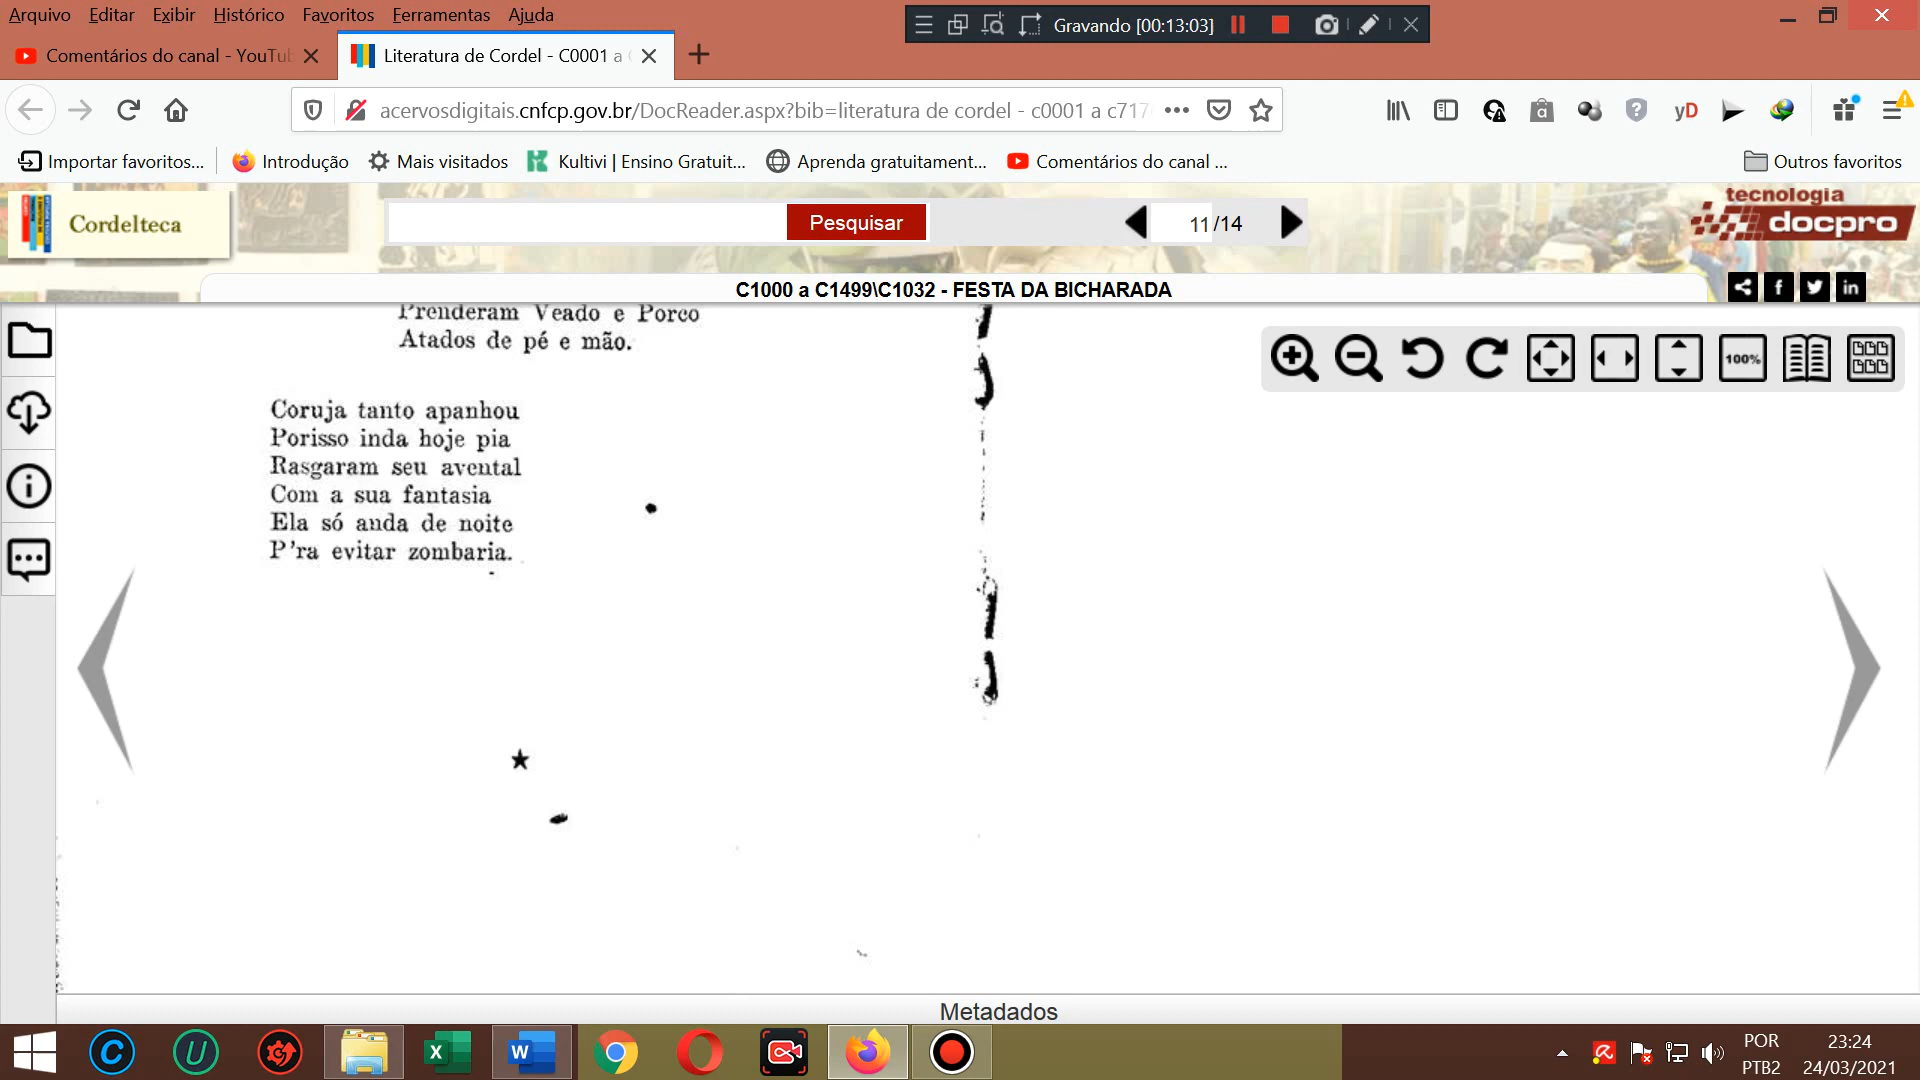 Arquivo Editar Exibir Histórico Favoritos Ferramentas Ajuda
Gravando [00:13:03]
Comentários do canal - YouTub
Literatura de Cordel - C0001 a
acervosdigitais.cnfcp.gov.br/DocReader.aspx?bib=literatura de cordel - c0001 a c717
yD
Importar favoritos... Introdução Mais visitados Kultivi | Ensino Gratuit... Aprenda gratuitament... Comentários do canal ... Outros favoritos
Cordelteca
Pesquisar
11 /14
tecnologia
docpro
C1000 a C1499\C1032 - FESTA DA BICHARADA
100%
Prenderam Veado e Porco
Atados de pé e mão.
Coruja tanto apanhou
Porisso inda hoje pia
Rasgaram seu avental
Com a sua fantasia
Ela só anda de noite
P'ra evitar zombaria.
Metadados
POR
PTB2
23:24
24/03/2021